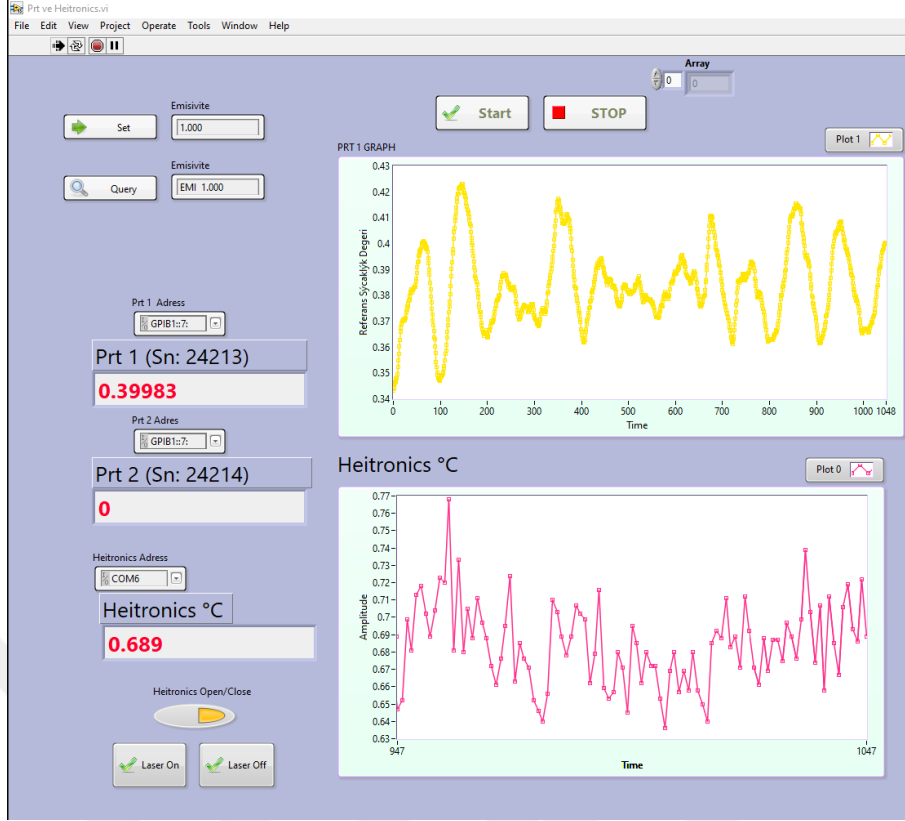 Prt ve Heitronics.vi
File Edit View Project Operate Tools Window Help
Array
0
0
Emisivite
Set
1.000
Start
STOP
Emisivite
Query
EMI 1.000
PRT 1 GRAPH
Plot 1
0.43
0.42
0.41
0.4
0.39
0.38
0.37
0.36
0.35
0.34
Referans Sýcaklýk Degeri
0 100 200 300 400 500 600 700 800 900 1000 1048
Time
Prt 1 Adress
GPIB1::7:
Prt 1 (Sn: 24213)
0.39983
Prt 2 Adres
GPIB1::7:
Prt 2 (Sn: 24214)
0
Heitronics Adress
COM6
Heitronics °C
0.689
Heitronics Open/Close
Laser On
Laser Off
Heitronics °C
Plot 0
0.77
0.76
0.75
0.74
0.73
0.72
0.71
0.7
0.69
0.68
0.67
0.66
0.65
0.64
0.63
Amplitude
947 1047
Time